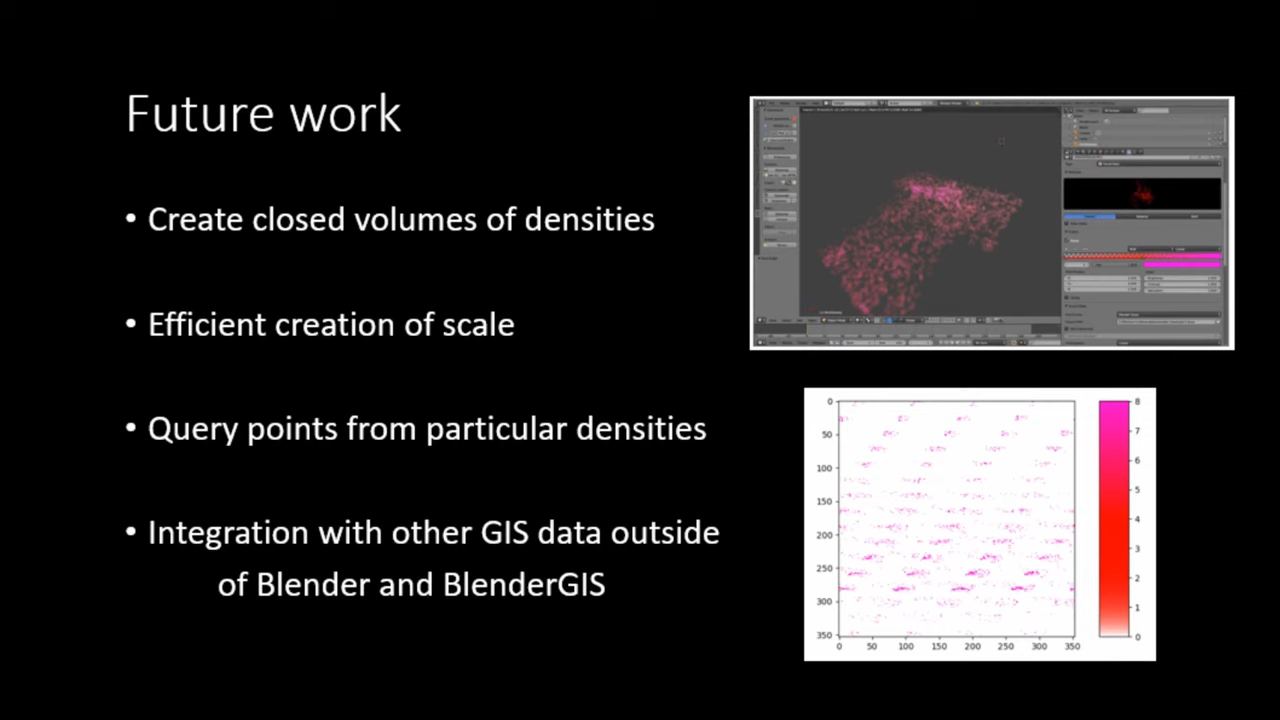 Future work
• Create closed volumes of densities
• Efficient creation of scale
• Query points from particular densities
• Integration with other GIS data outside
of Blender and BlenderGIS
0
50
100
150
200
250
300
350
0 50 100 150 200 250 300 350
8
7
6
5
4
3
2
1
0